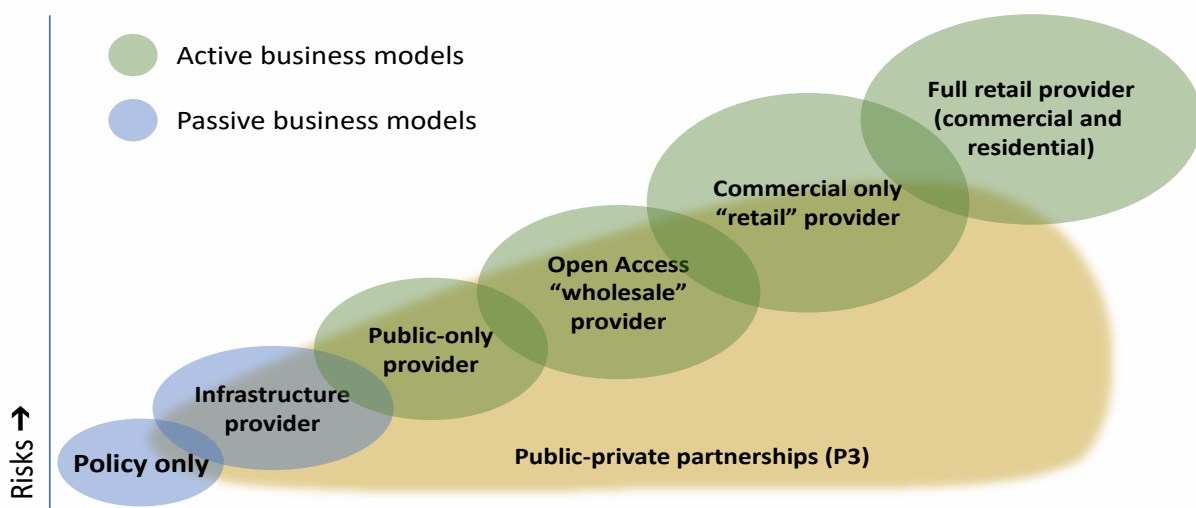 Active business models
Passive business models
Full retail provider
(commercial and
residential)
Commercial only
“retail” provider
Open Access
“wholesale”
provider
Public-only
provider
Infrastructure
provider
Policy only
Public-private partnerships (P3)
Risks →